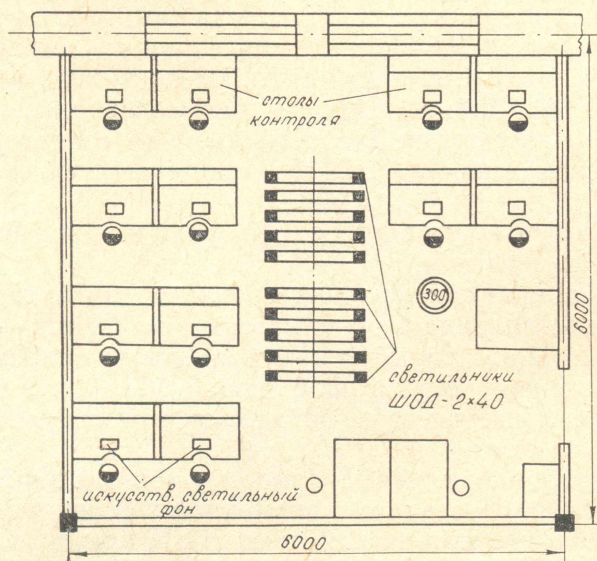 столы
контроля
300
6000
светильники
ШОД-2×40
искусств. светильный
фон
6000